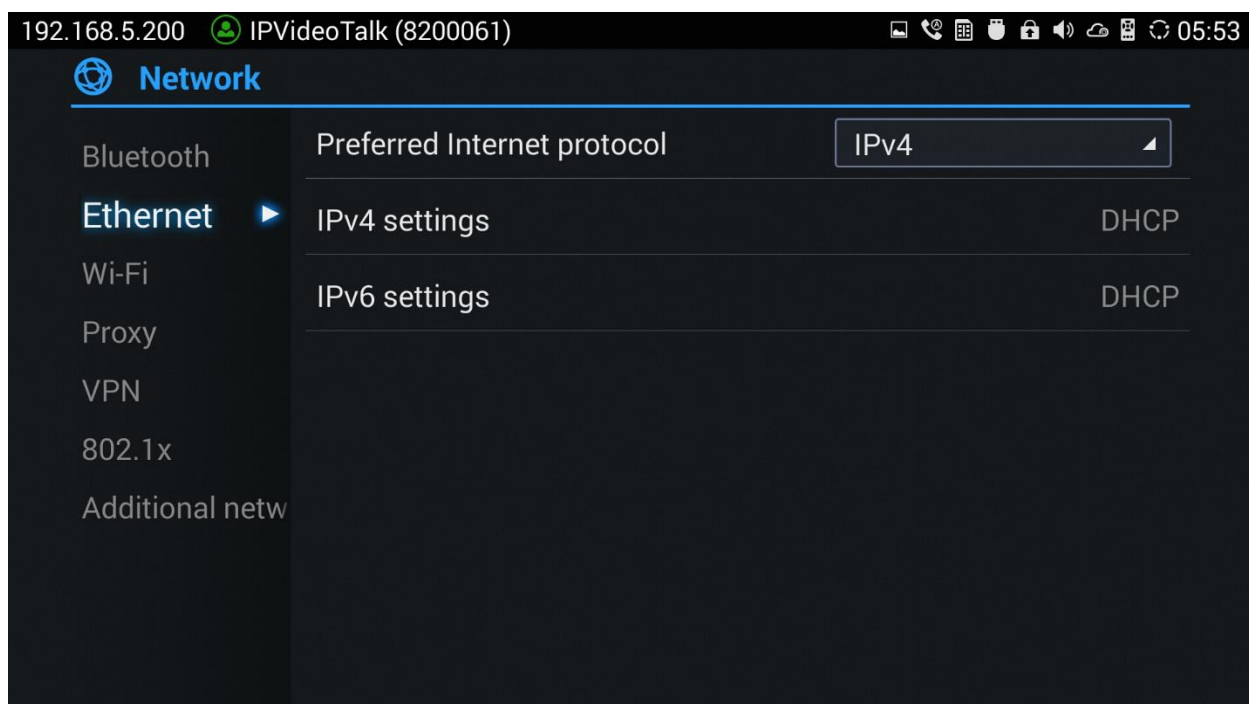 192.168.5.200 IPVideoTalk (8200061) 05:53
Network
Bluetooth
Ethernet
Wi-Fi
Proxy
VPN
802.1x
Additional netw
Preferred Internet protocol IPv4
IPv4 settings DHCP
IPv6 settings DHCP